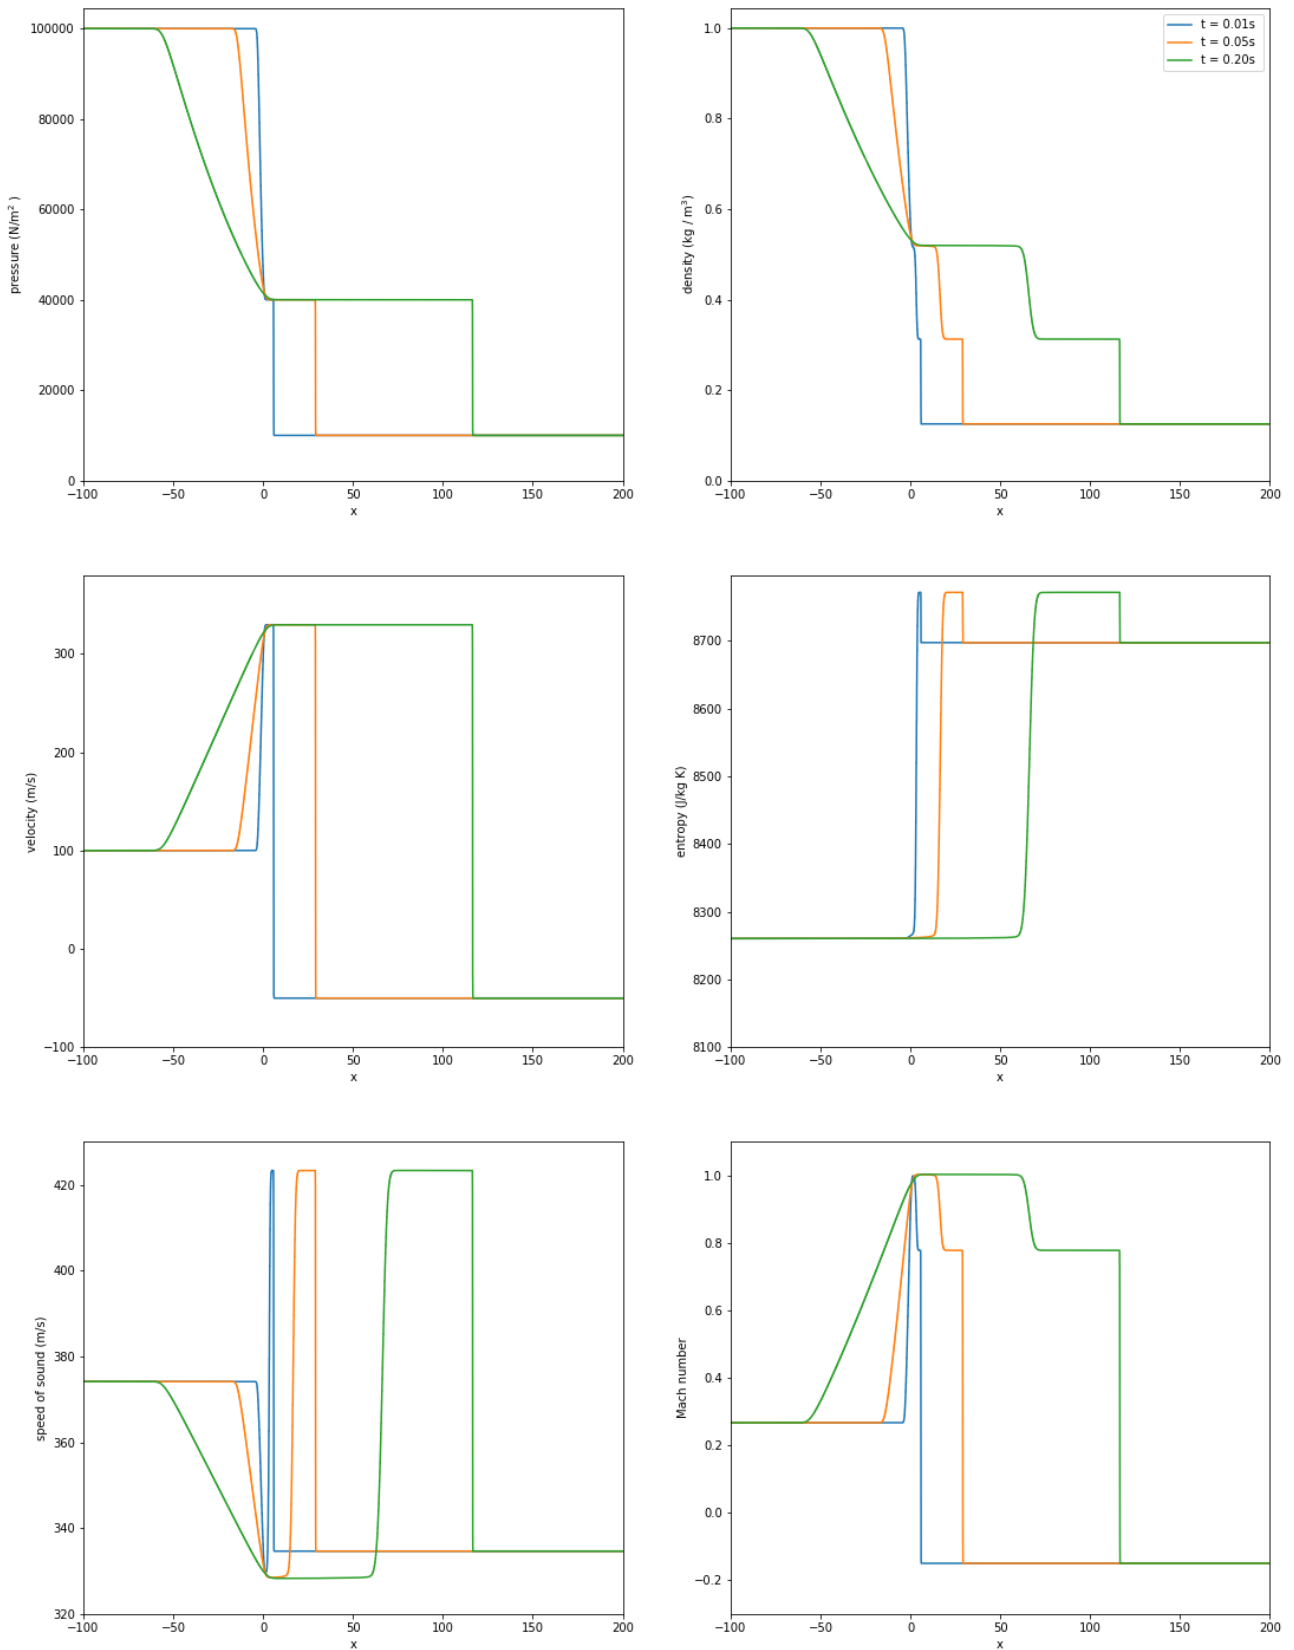 100000
80000
60000
40000
20000
0
pressure (N/m² )
−100 −50 0 50 100 150 200
x
1.0
0.8
0.6
0.4
0.2
0.0
density (kg / m³)
t = 0.01s
t = 0.05s
t = 0.20s
−100 −50 0 50 100 150 200
x
300
200
100
0
−100
velocity (m/s)
−100 −50 0 50 100 150 200
x
8700
8600
8500
8400
8300
8200
8100
entropy (J/kg K)
−100 −50 0 50 100 150 200
x
420
400
380
360
340
320
speed of sound (m/s)
−100 −50 0 50 100 150 200
x
1.0
0.8
0.6
0.4
0.2
0.0
−0.2
Mach number
−100 −50 0 50 100 150 200
x